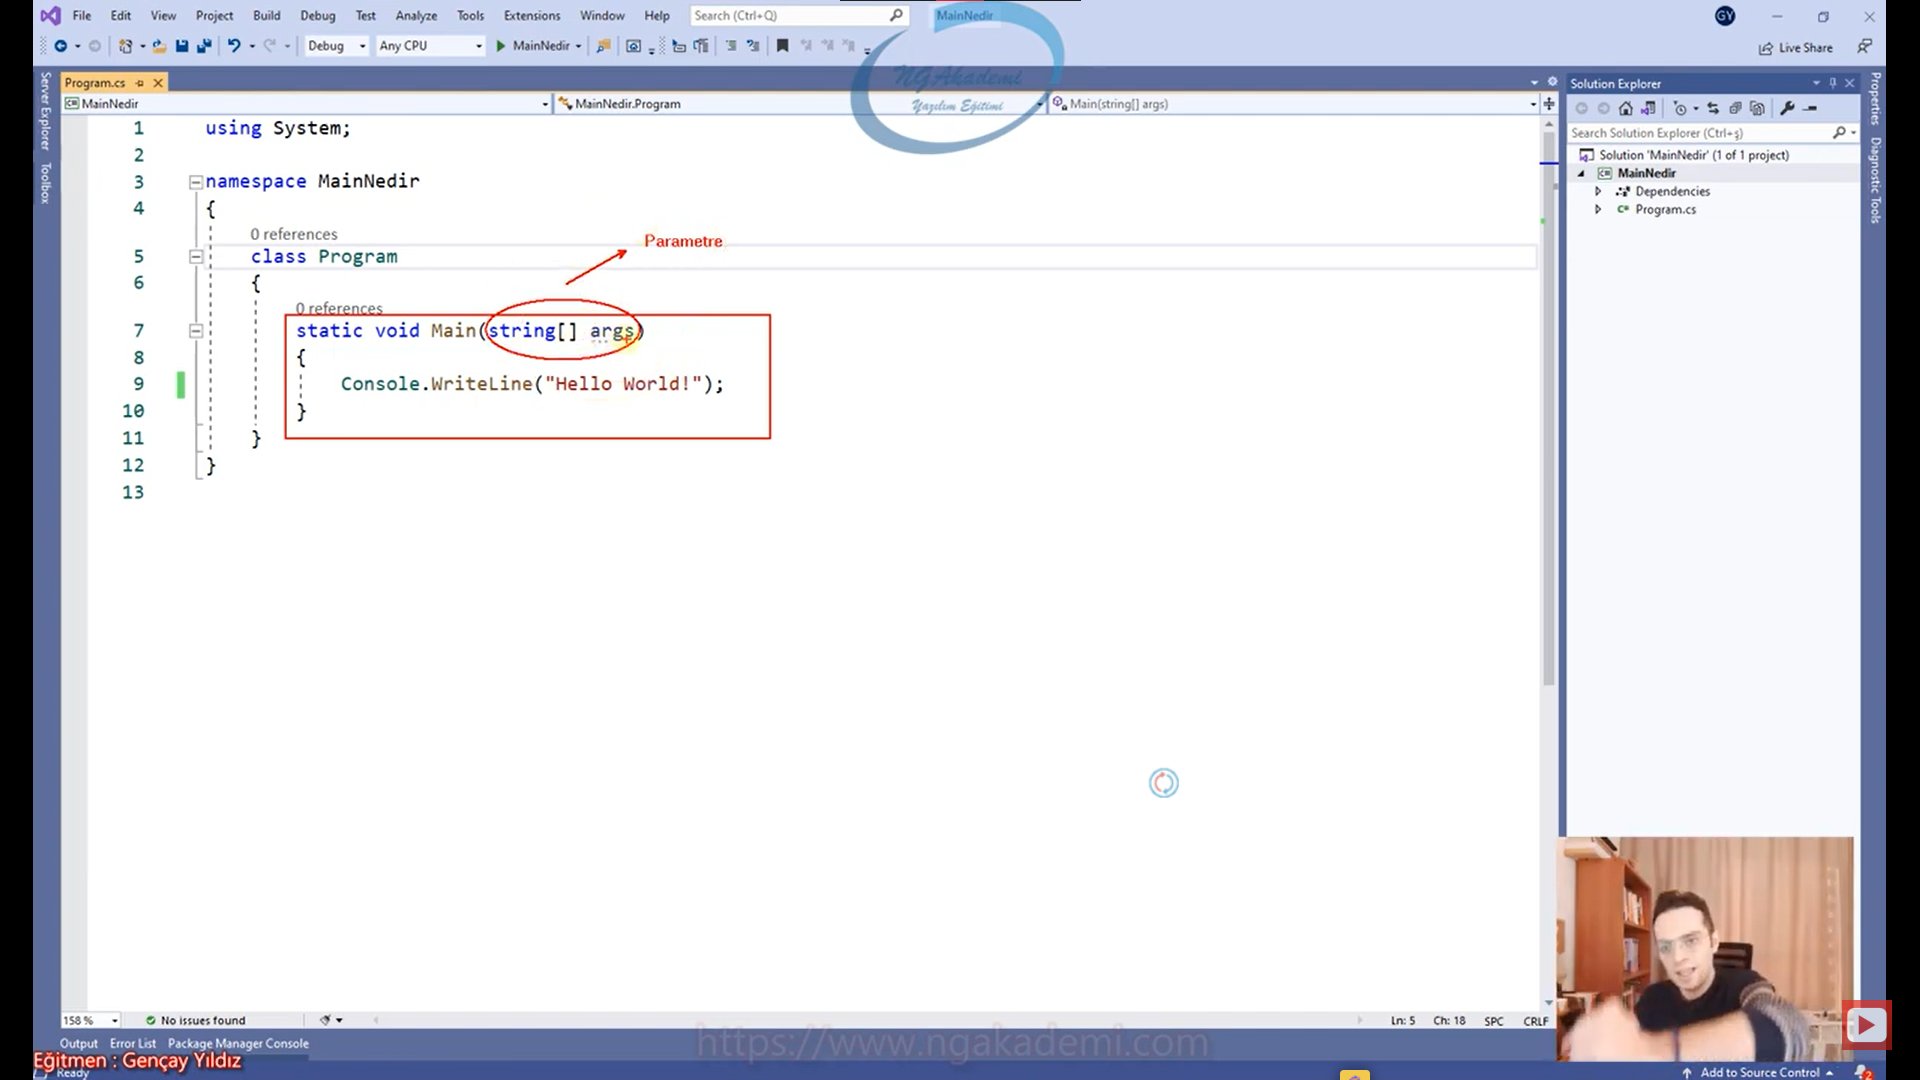 File Edit View Project Build Debug Test Analyze Tools Extensions Window Help Search (Ctrl+Q) MainNedir GY
Debug Any CPU MainNedir Live Share
NGAkademi
Yazılım Eğitimi
Server Explorer
Toolbox
Program.cs
MainNedir MainNedir.Program Main(string[] args)
1 using System;
2
3 namespace MainNedir
4 {
0 references
5 class Program
6 {
Parametre
0 references
7 static void Main(string[] args)
8 {
9 Console.WriteLine("Hello World!");
10 }
11 }
12 }
13
Solution Explorer
Search Solution Explorer (Ctrl+ş)
Solution 'MainNedir' (1 of 1 project)
MainNedir
Dependencies
Program.cs
Properties
Diagnostic Tools
158 % No issues found Ln: 5 Ch: 18 SPC CRLF
Output Error List Package Manager Console
https://www.ngakademi.com
Eğitmen : Gençay Yıldız
Ready Add to Source Control 2